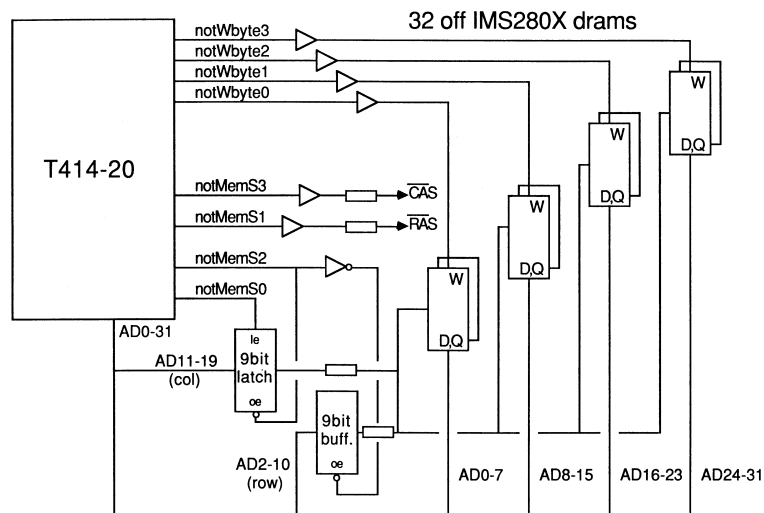 32 off IMS280X drams
notWbyte3
notWbyte2
notWbyte1
notWbyte0
W
W
T414-20
D,Q
notMemS3
CAS
D,Q
W
notMemS1
RAS
notMemS2
D,Q
W
notMemS0
AD0-31
le
D,Q
AD11-19
(col)
9bit
latch
oe
9bit
buff.
oe
AD2-10
(row)
AD0-7
AD8-15
AD16-23
AD24-31